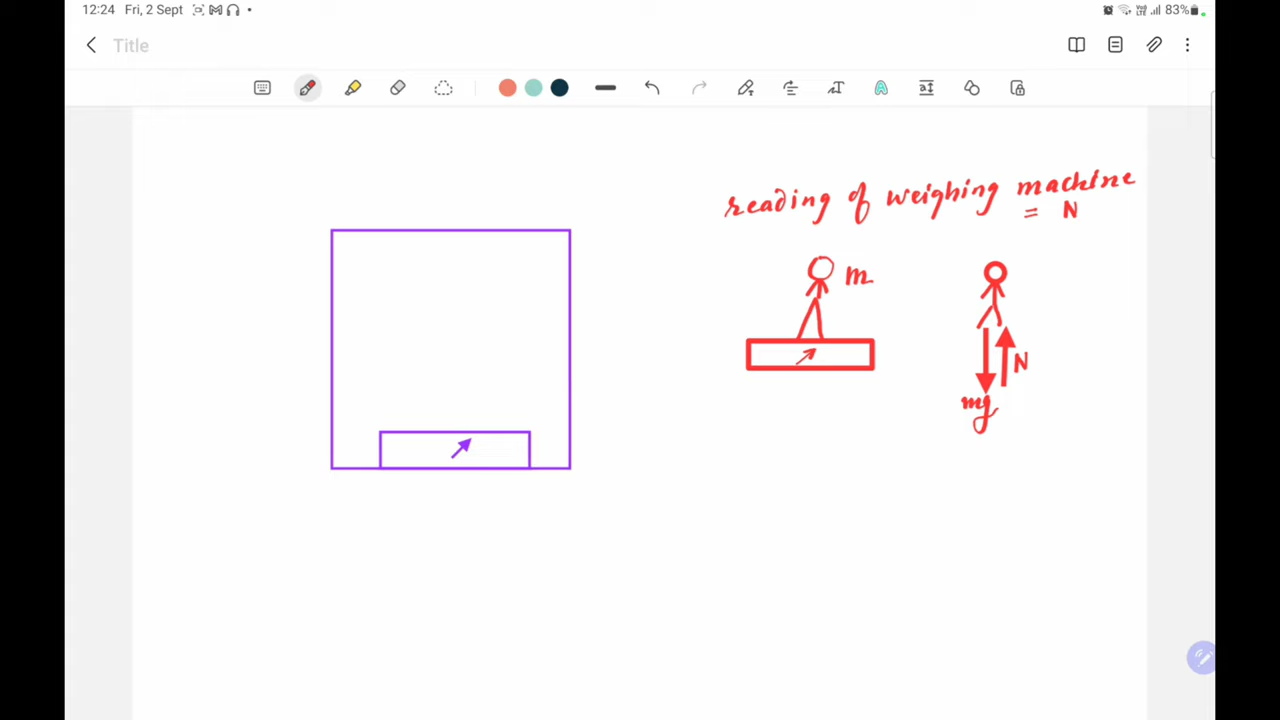 12:24 Fri, 2 Sept
83%
Title
reading of weighing machine
= N
m
N
mg